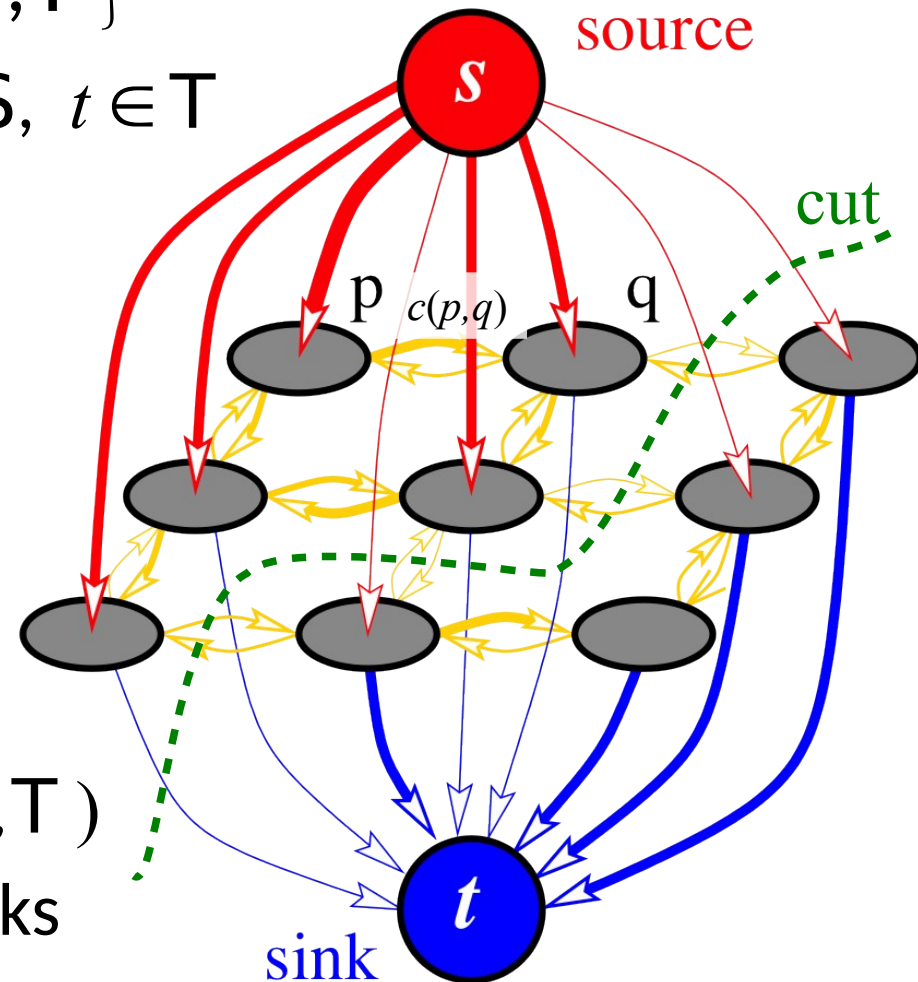 source
s
S, t ∈ T
cut
p c(p,q) q
,T )
ks
t
sink